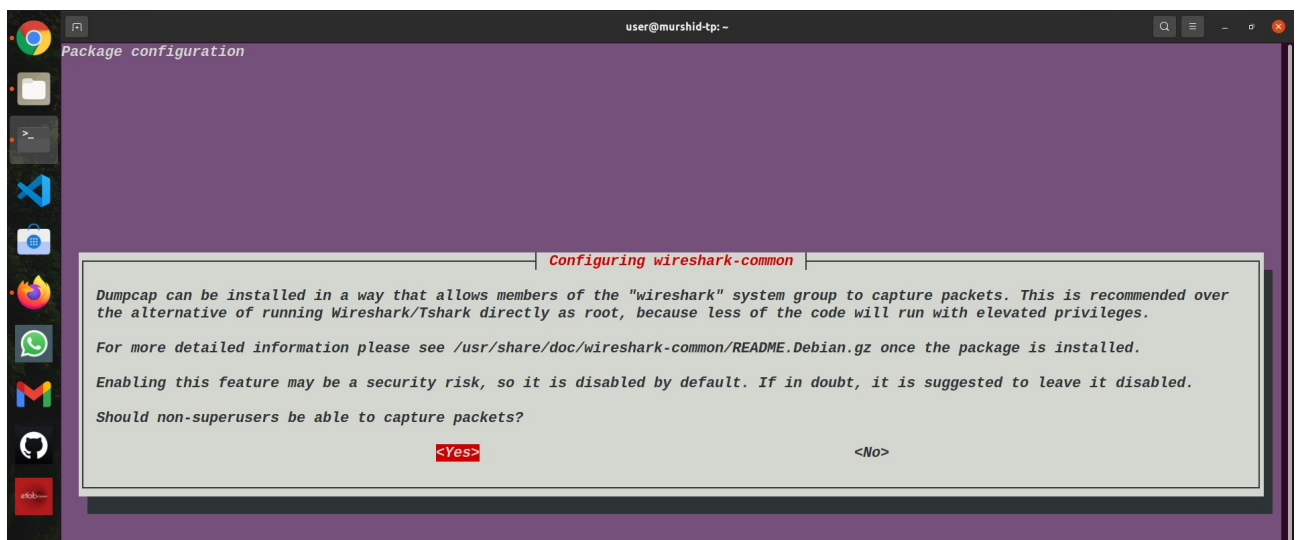 user@murshid-tp: ~
Package configuration
Configuring wireshark-common
Dumpcap can be installed in a way that allows members of the "wireshark" system group to capture packets. This is recommended over
the alternative of running Wireshark/Tshark directly as root, because less of the code will run with elevated privileges.
For more detailed information please see /usr/share/doc/wireshark-common/README.Debian.gz once the package is installed.
Enabling this feature may be a security risk, so it is disabled by default. If in doubt, it is suggested to leave it disabled.
Should non-superusers be able to capture packets?
<Yes> <No>